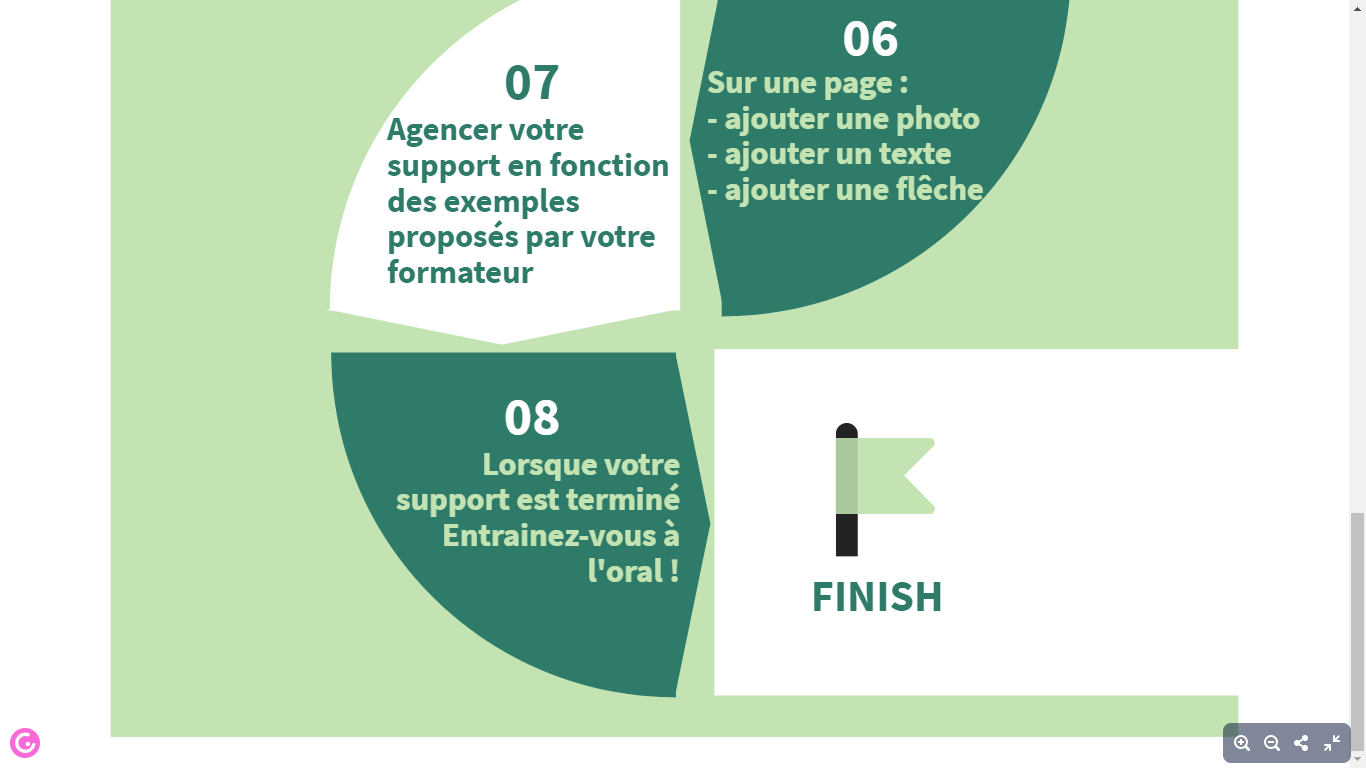 06
Sur une page :
- ajouter une photo
- ajouter un texte
- ajouter une flêche
07
Agencer votre
support en fonction
des exemples
proposés par votre
formateur
08
Lorsque votre
support est terminé
Entrainez-vous à
l'oral !
FINISH